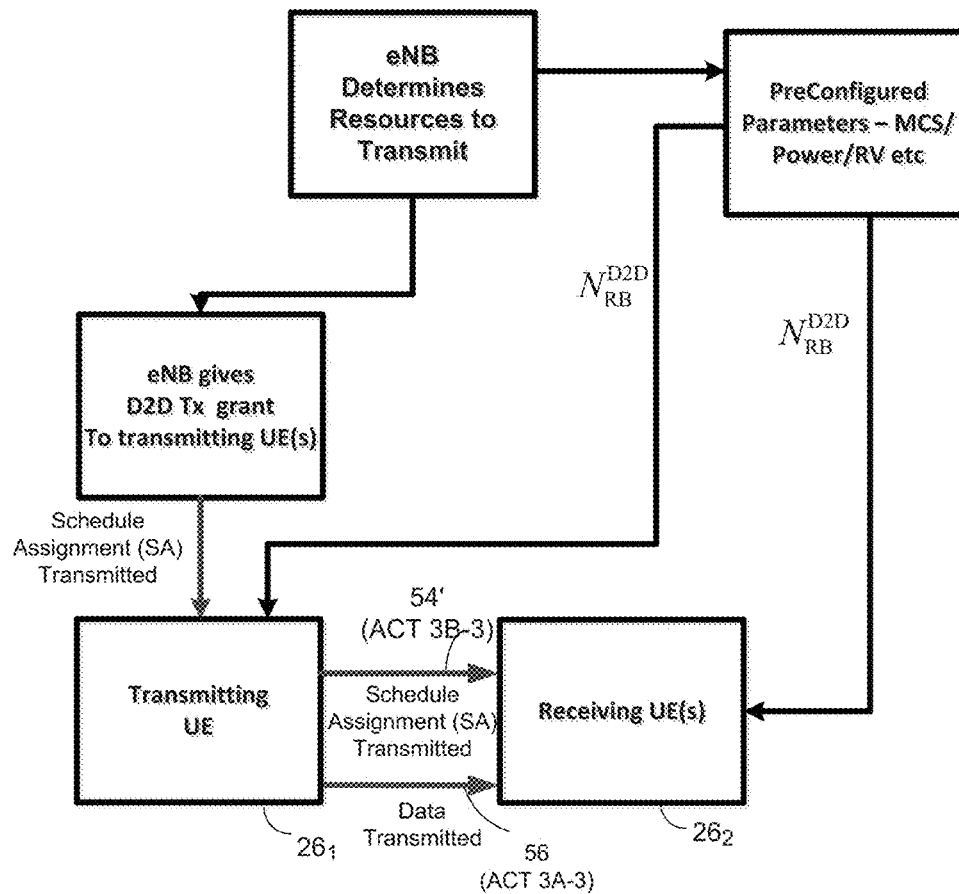 eNB
Determines
Resources to
Transmit
PreConfigured
Parameters – MCS/
Power/RV etc
N_RB^D2D
N_RB^D2D
eNB gives
D2D Tx grant
To transmitting UE(s)
Schedule
Assignment (SA)
Transmitted
54'
(ACT 3B-3)
Transmitting
UE
Schedule
Assignment (SA)
Transmitted
Receiving UE(s)
Data
Transmitted
26₁
56
(ACT 3A-3)
26₂